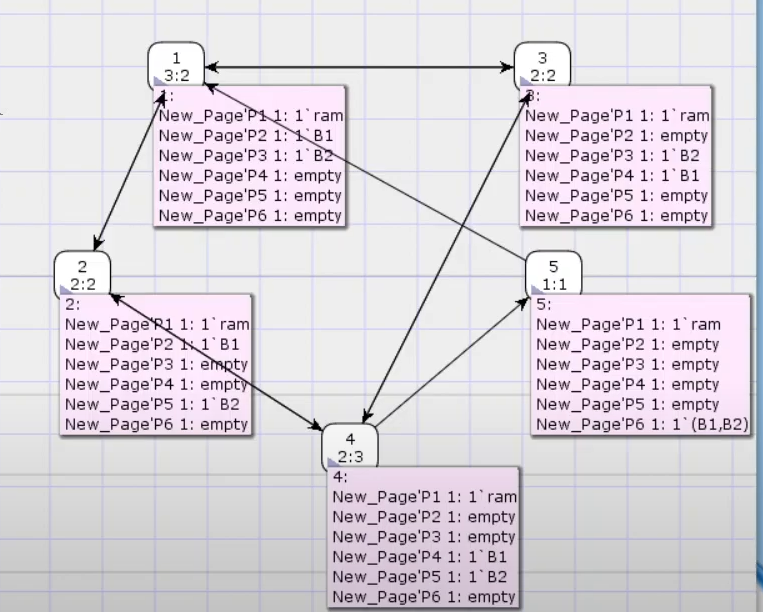 1
3:2
1:
New_Page'P1 1: 1`ram
New_Page'P2 1: 1`B1
New_Page'P3 1: 1`B2
New_Page'P4 1: empty
New_Page'P5 1: empty
New_Page'P6 1: empty
3
2:2
3:
New_Page'P1 1: 1`ram
New_Page'P2 1: empty
New_Page'P3 1: 1`B2
New_Page'P4 1: 1`B1
New_Page'P5 1: empty
New_Page'P6 1: empty
2
2:2
2:
New_Page'P1 1: 1`ram
New_Page'P2 1: 1`B1
New_Page'P3 1: empty
New_Page'P4 1: empty
New_Page'P5 1: 1`B2
New_Page'P6 1: empty
5
1:1
5:
New_Page'P1 1: 1`ram
New_Page'P2 1: empty
New_Page'P3 1: empty
New_Page'P4 1: empty
New_Page'P5 1: empty
New_Page'P6 1: 1`(B1,B2)
4
2:3
4:
New_Page'P1 1: 1`ram
New_Page'P2 1: empty
New_Page'P3 1: empty
New_Page'P4 1: 1`B1
New_Page'P5 1: 1`B2
New_Page'P6 1: empty